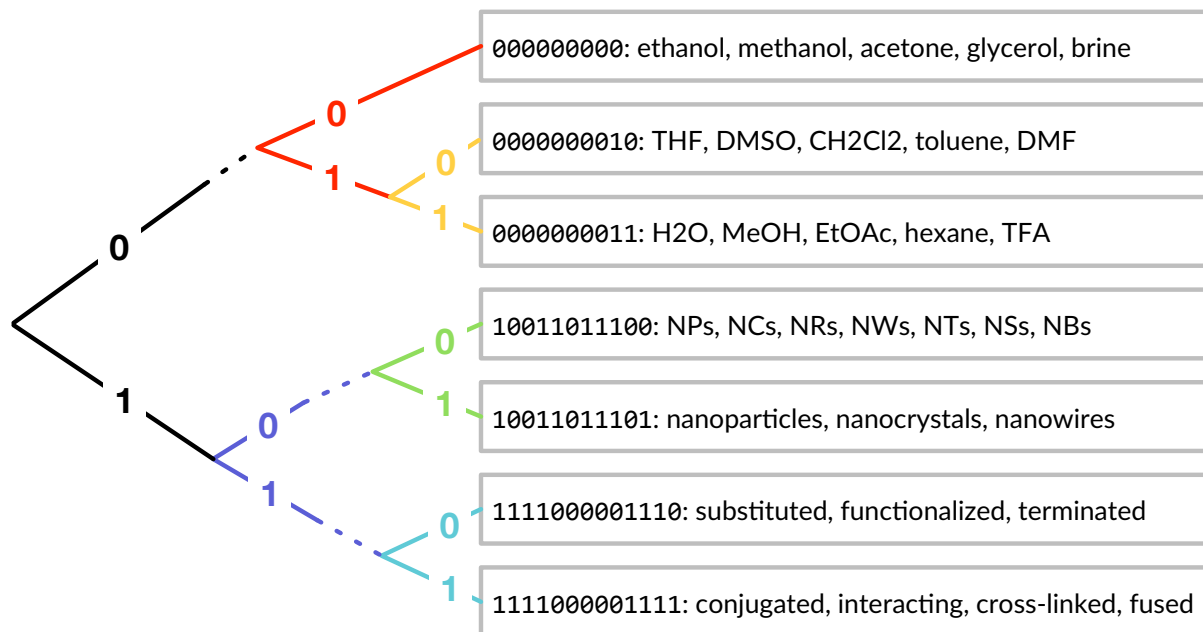 000000000: ethanol, methanol, acetone, glycerol, brine
0
0000000010: THF, DMSO, CH2Cl2, toluene, DMF
0
1
1
0000000011: H2O, MeOH, EtOAc, hexane, TFA
0
10011011100: NPs, NCs, NRs, NWs, NTs, NSs, NBs
0
1
1
10011011101: nanoparticles, nanocrystals, nanowires
0
1
1111000001110: substituted, functionalized, terminated
0
1
1111000001111: conjugated, interacting, cross-linked, fused